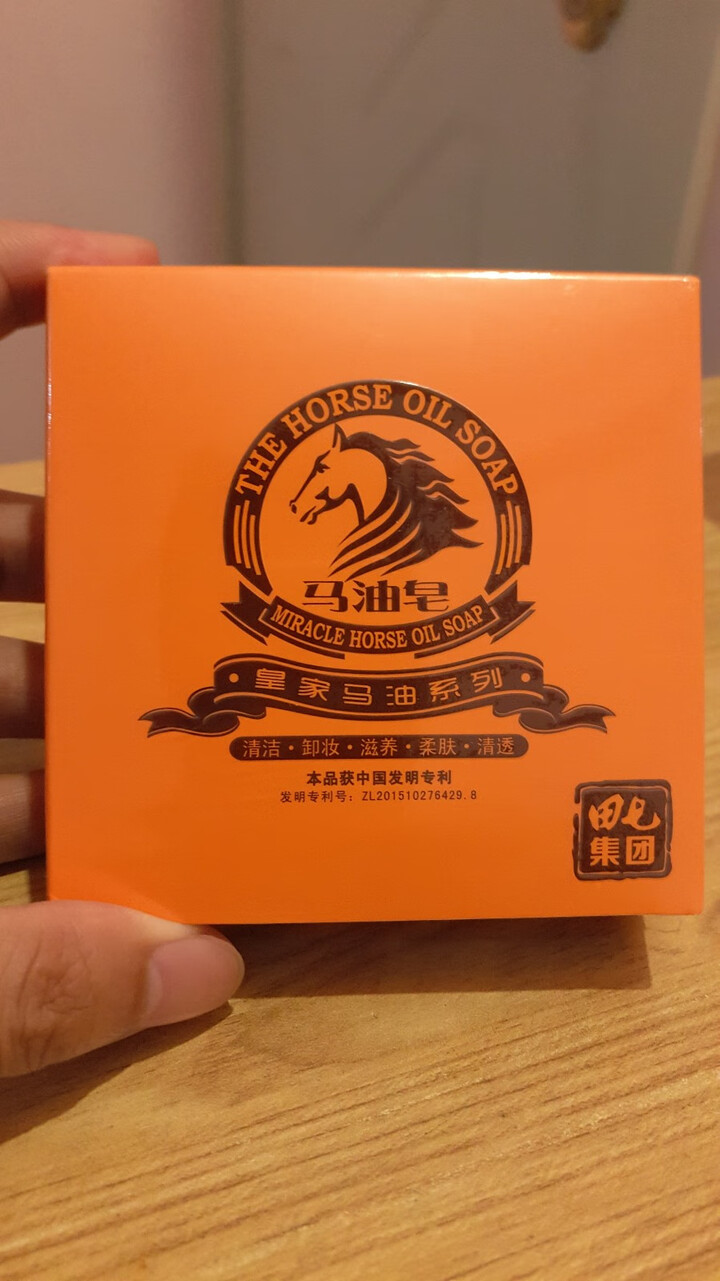 THE HORSE OIL SOAP
马油皂
MIRACLE HORSE OIL SOAP
·皇家马油系列·
清洁·卸妆·滋养·柔肤·清透
本品获中国发明专利
发明专利号：ZL201510276429.8
田七
集团